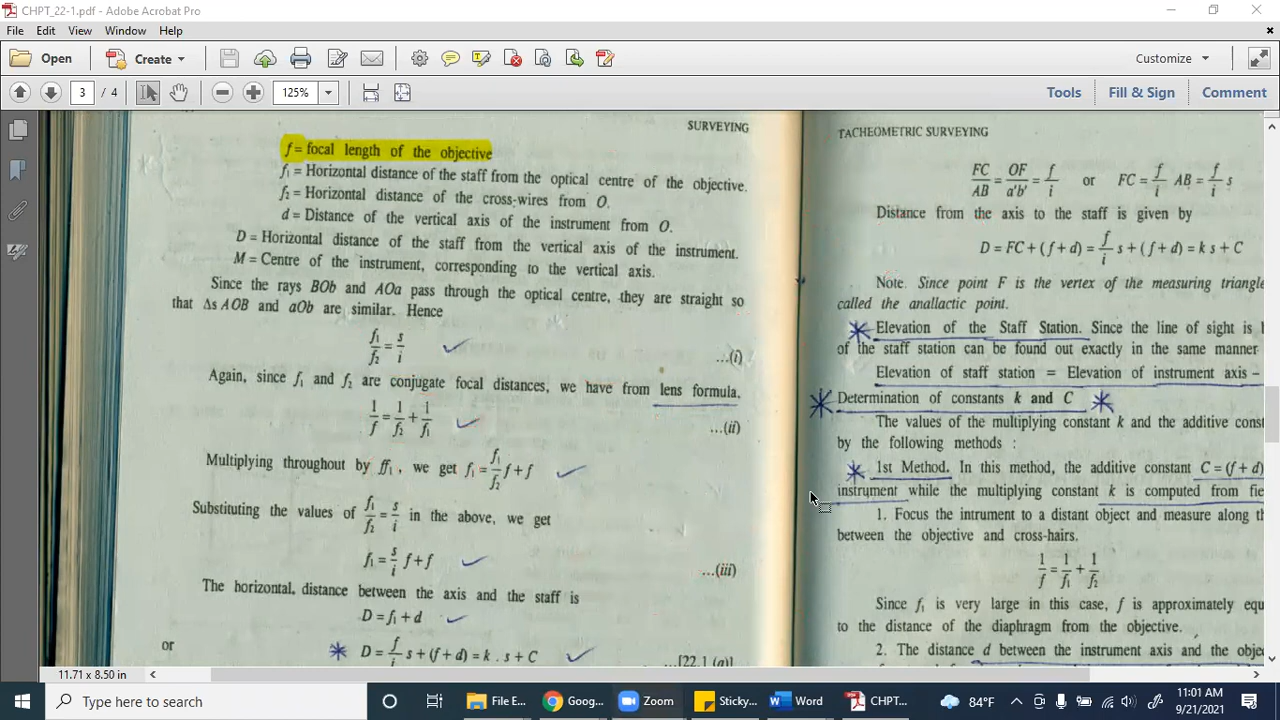 CHPT_22-1.pdf - Adobe Acrobat Pro
File Edit View Window Help
Open Create Customize
3 / 4 125% Tools Fill & Sign Comment
SURVEYING
f = focal length of the objective
f₁ = Horizontal distance of the staff from the optical centre of the objective.
f₂ = Horizontal distance of the cross-wires from O.
d = Distance of the vertical axis of the instrument from O.
D = Horizontal distance of the staff from the vertical axis of the instrument.
M = Centre of the instrument, corresponding to the vertical axis.
Since the rays BOb and AOa pass through the optical centre, they are straight so
that Δs AOB and aOb are similar. Hence
f₁/f₂ = s/i ...(i)
Again, since f₁ and f₂ are conjugate focal distances, we have from lens formula,
1/f = 1/f₂ + 1/f₁ ...(ii)
Multiplying throughout by ff₁, we get f₁ = f₁/f₂ f + f
Substituting the values of f₁/f₂ = s/i in the above, we get
f₁ = s/i f + f ...(iii)
The horizontal, distance between the axis and the staff is
D = f₁ + d
or D = f/i s + (f + d) = k . s + C ...[22.1 (a)]
TACHEOMETRIC SURVEYING
FC/AB = OF/a'b' = f/i or FC = f/i AB = f/i s
Distance from the axis to the staff is given by
D = FC + (f + d) = f/i s + (f + d) = k s + C
Note. Since point F is the vertex of the measuring triangle
called the anallactic point.
Elevation of the Staff Station. Since the line of sight is
of the staff station can be found out exactly in the same manner
Elevation of staff station = Elevation of instrument axis –
Determination of constants k and C
The values of the multiplying constant k and the additive const
by the following methods :
1st Method. In this method, the additive constant C = (f + d)
instrument while the multiplying constant k is computed from fie
1. Focus the intrument to a distant object and measure along th
between the objective and cross-hairs.
1/f = 1/f₁ + 1/f₂
Since f₁ is very large in this case, f is approximately equ
to the distance of the diaphragm from the objective.
2. The distance d between the instrument axis and the obje
11.71 x 8.50 in
Type here to search
File E... Goog... Zoom Sticky... Word CHPT... 84°F
11:01 AM
9/21/2021